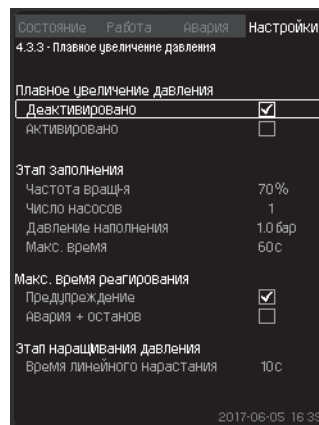 Состояние Работа Авария Настройки
4.3.3 - Плавное увеличение давления
Плавное увеличение давления
Деактивировано
Активировано
Этап заполнения
Частота вращ-я 70%
Число насосов 1
Давление наполнения 1.0 бар
Макс. время 60с
Макс. время реагирования
Предупреждение
Авария + останов
Этап наращивания давления
Время линейного нарастания 10с
2017-06-05 16:39